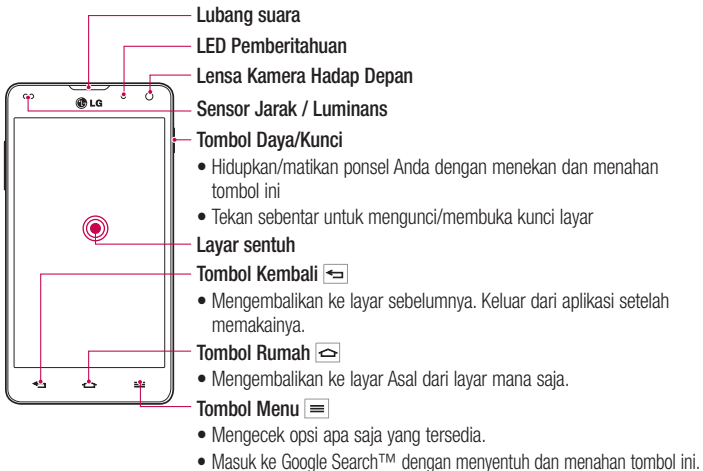 Lubang suara
LED Pemberitahuan
Lensa Kamera Hadap Depan
LG
Sensor Jarak / Luminans
Tombol Daya/Kunci
• Hidupkan/matikan ponsel Anda dengan menekan dan menahan
tombol ini
• Tekan sebentar untuk mengunci/membuka kunci layar
Layar sentuh
Tombol Kembali
• Mengembalikan ke layar sebelumnya. Keluar dari aplikasi setelah
memakainya.
Tombol Rumah
• Mengembalikan ke layar Asal dari layar mana saja.
Tombol Menu
• Mengecek opsi apa saja yang tersedia.
• Masuk ke Google Search™ dengan menyentuh dan menahan tombol ini.